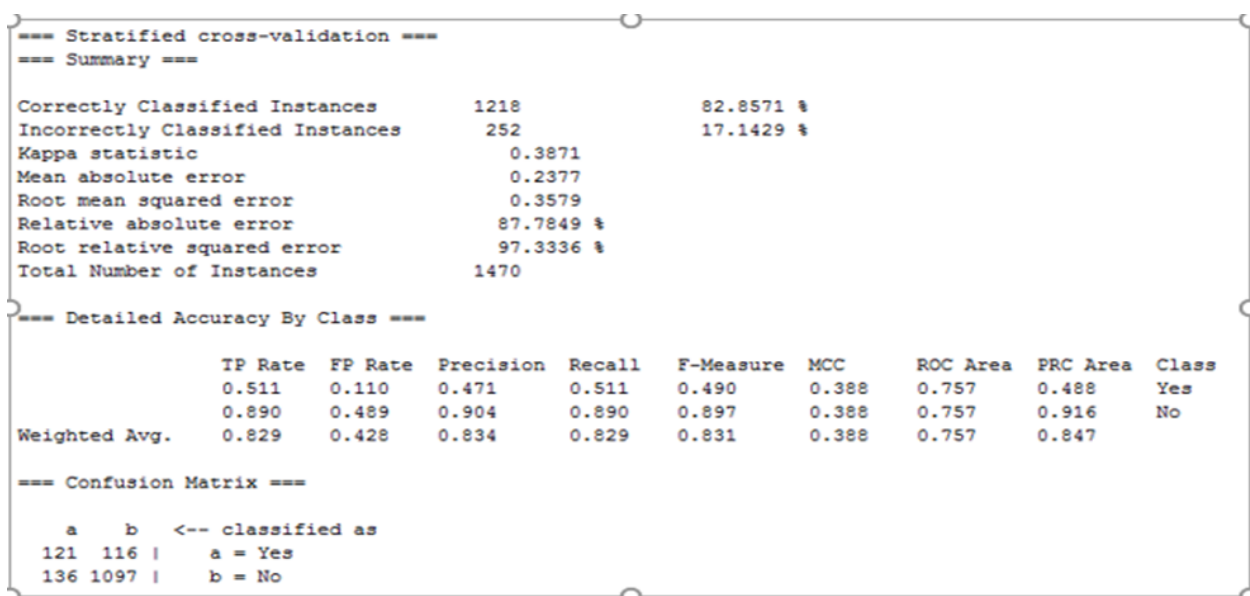 === Stratified cross-validation ===
=== Summary ===
Correctly Classified Instances 1218 82.8571 %
Incorrectly Classified Instances 252 17.1429 %
Kappa statistic 0.3871
Mean absolute error 0.2377
Root mean squared error 0.3579
Relative absolute error 87.7849 %
Root relative squared error 97.3336 %
Total Number of Instances 1470
=== Detailed Accuracy By Class ===
TP Rate FP Rate Precision Recall F-Measure MCC ROC Area PRC Area Class
0.511 0.110 0.471 0.511 0.490 0.388 0.757 0.488 Yes
0.890 0.489 0.904 0.890 0.897 0.388 0.757 0.916 No
Weighted Avg. 0.829 0.428 0.834 0.829 0.831 0.388 0.757 0.847
=== Confusion Matrix ===
a b <-- classified as
121 116 | a = Yes
136 1097 | b = No